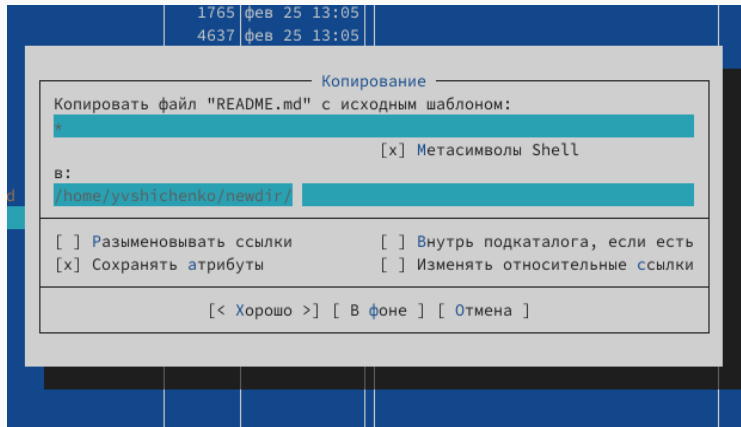 1765 фев 25 13:05
4637 фев 25 13:05
Копирование
Копировать файл "README.md" с исходным шаблоном:
*
[x] Метасимволы Shell
в:
/home/yvshichenko/newdir/
[ ] Разыменовывать ссылки [ ] Внутрь подкаталога, если есть
[x] Сохранять атрибуты [ ] Изменять относительные ссылки
[< Хорошо >] [ В фоне ] [ Отмена ]